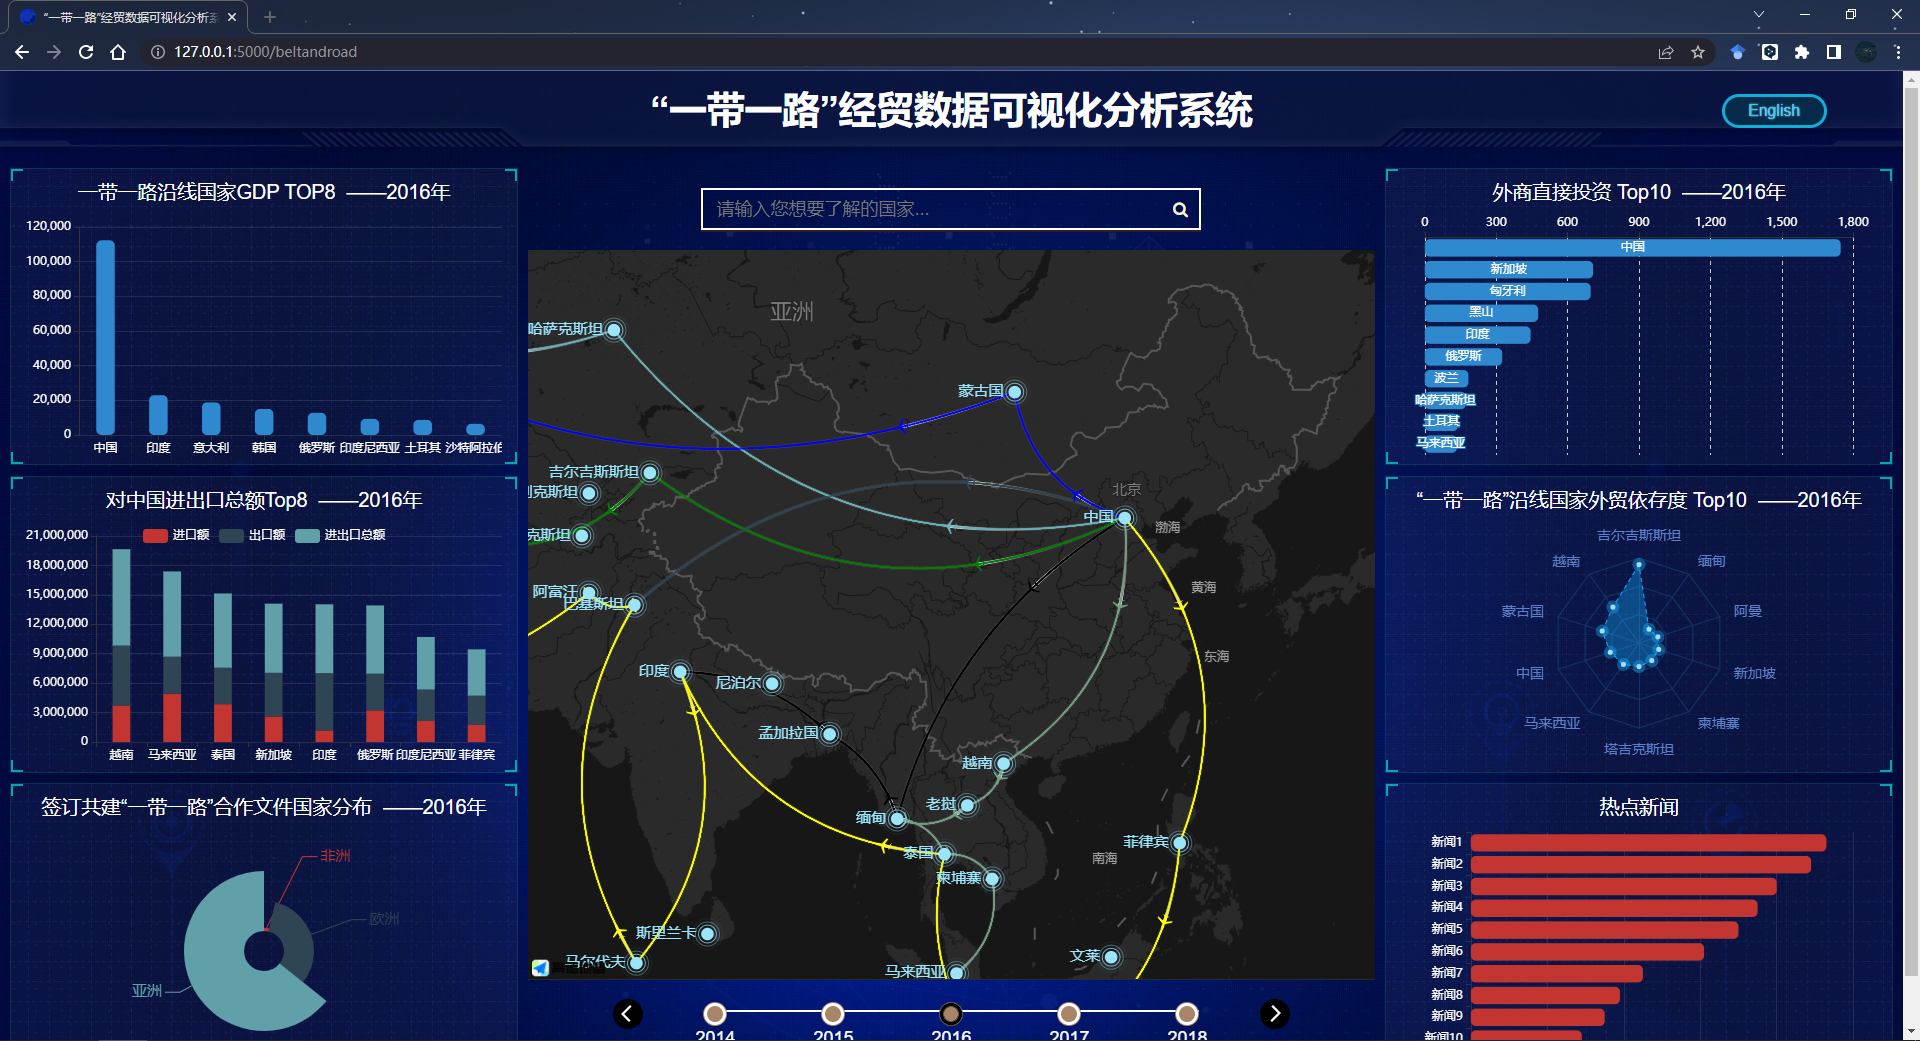 “一带一路”经贸数据可视化分析系
127.0.0.1:5000/beltandroad
“一带一路”经贸数据可视化分析系统
English
一带一路沿线国家GDP TOP8 ——2016年
120,000
100,000
80,000
60,000
40,000
20,000
0
中国 印度 意大利 韩国 俄罗斯 印度尼西亚 土耳其 沙特阿拉伯
对中国进出口总额Top8 ——2016年
进口额 出口额 进出口总额
21,000,000
18,000,000
15,000,000
12,000,000
9,000,000
6,000,000
3,000,000
0
越南 马来西亚 泰国 新加坡 印度 俄罗斯 印度尼西亚 菲律宾
签订共建“一带一路”合作文件国家分布 ——2016年
非洲
欧洲
亚洲
请输入您想要了解的国家...
亚洲
哈萨克斯坦
蒙古国
吉尔吉斯斯坦
克斯坦
北京
中国
渤海
克斯坦
阿富汗
巴基斯坦
黄海
东海
印度
尼泊尔
孟加拉国
越南
老挝
缅甸
菲律宾
泰国
南海
柬埔寨
斯里兰卡
文莱
马尔代夫
马来西亚
2014 2015 2016 2017 2018
外商直接投资 Top10 ——2016年
0 300 600 900 1,200 1,500 1,800
中国
新加坡
匈牙利
黑山
印度
俄罗斯
波兰
哈萨克斯坦
土耳其
马来西亚
“一带一路”沿线国家外贸依存度 Top10 ——2016年
吉尔吉斯斯坦
越南
缅甸
蒙古国
阿曼
中国
新加坡
马来西亚
柬埔寨
塔吉克斯坦
热点新闻
新闻1
新闻2
新闻3
新闻4
新闻5
新闻6
新闻7
新闻8
新闻9
新闻10